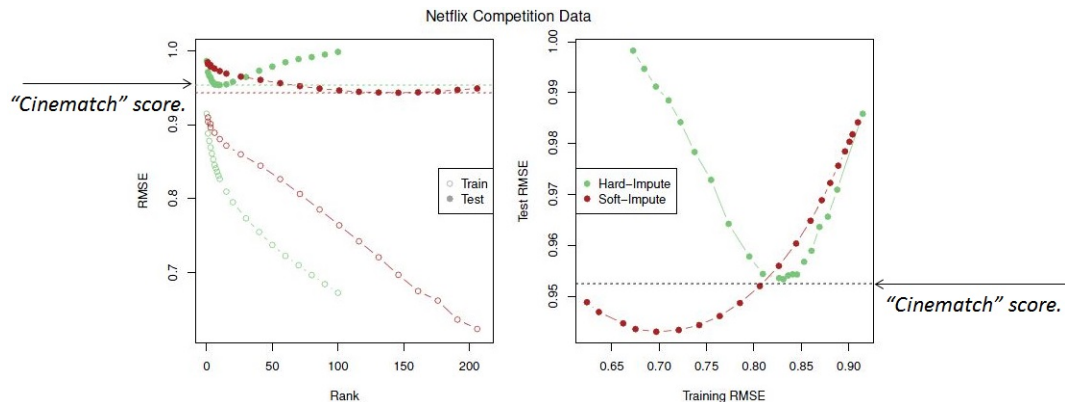 Netflix Competition Data
1.0
0.9
0.8
0.7
RMSE
0
50
100
150
200
Rank
Train
Test
"Cinematch" score.
1.00
0.99
0.98
0.97
0.96
0.95
Test RMSE
0.65
0.70
0.75
0.80
0.85
0.90
Training RMSE
Hard−Impute
Soft−Impute
"Cinematch" score.